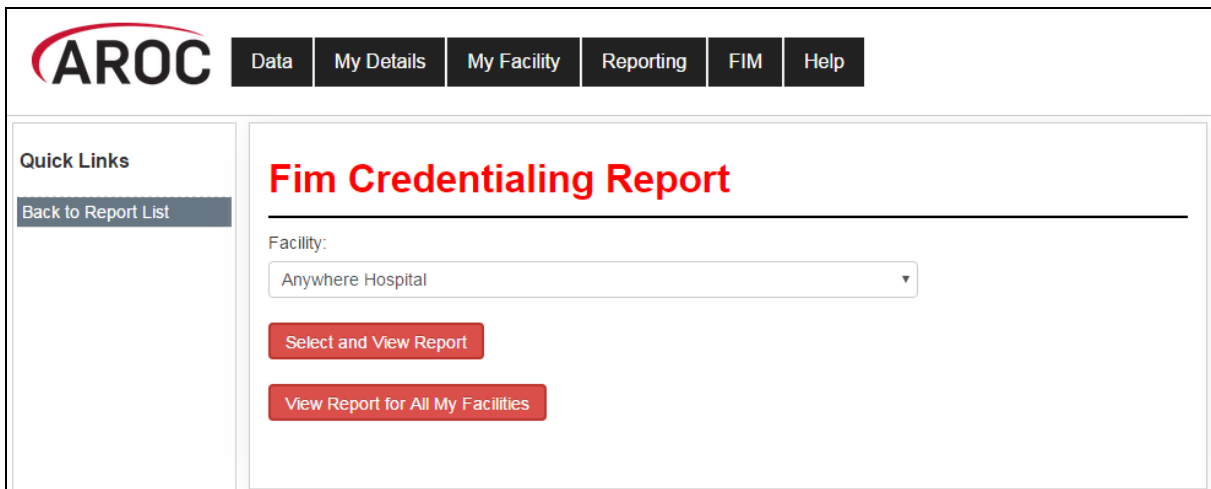 AROC
Data My Details My Facility Reporting FIM Help
Quick Links
Back to Report List
Fim Credentialing Report
Facility:
Anywhere Hospital
Select and View Report
View Report for All My Facilities